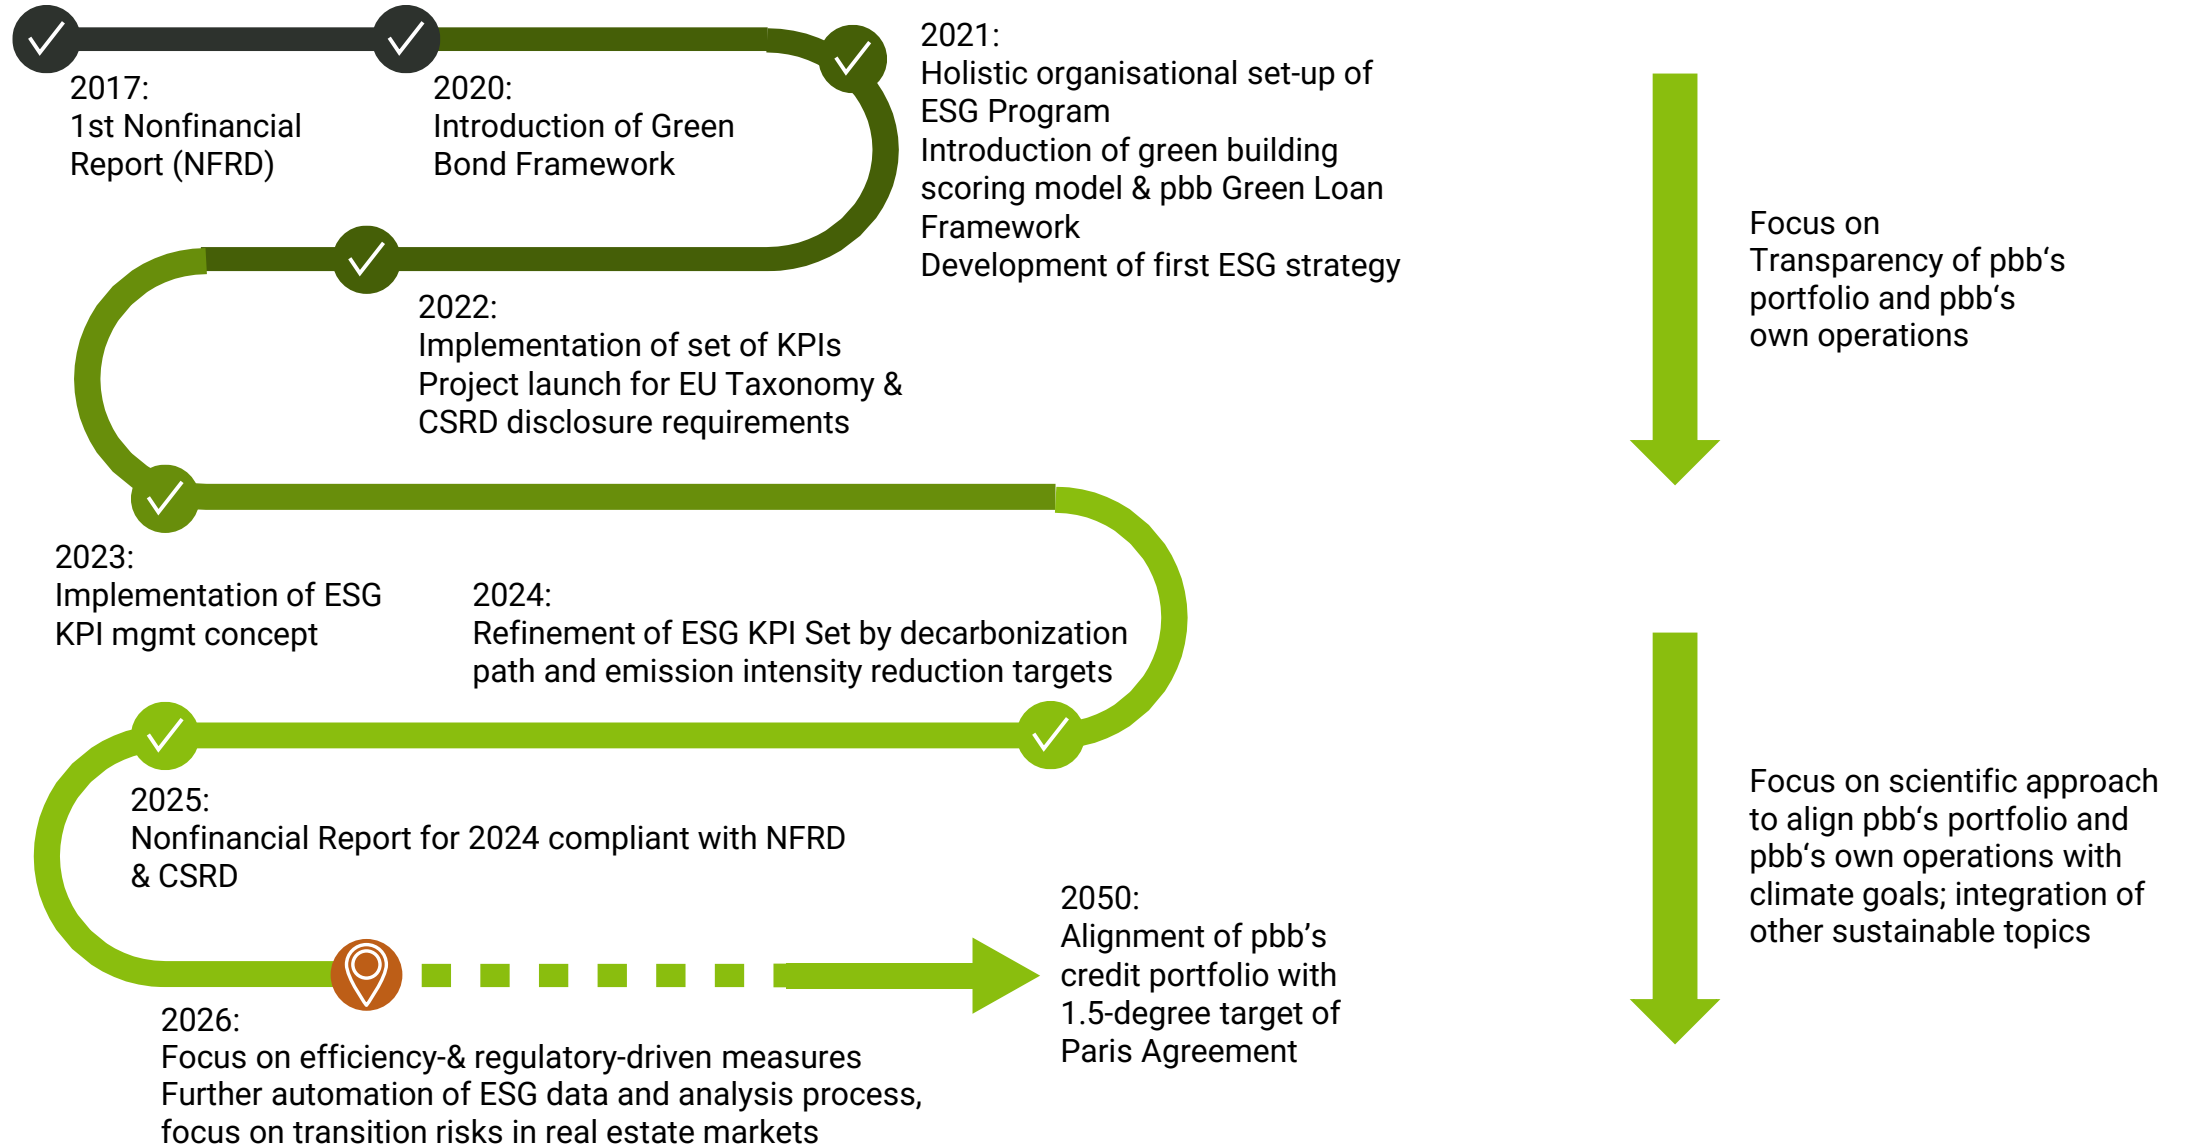 2017:
1st Nonfinancial
Report (NFRD)
2020:
Introduction of Green
Bond Framework
2021:
Holistic organisational set-up of
ESG Program
Introduction of green building
scoring model & pbb Green Loan
Framework
Development of first ESG strategy
2022:
Implementation of set of KPIs
Project launch for EU Taxonomy &
CSRD disclosure requirements
2023:
Implementation of ESG
KPI mgmt concept
2024:
Refinement of ESG KPI Set by decarbonization
path and emission intensity reduction targets
2025:
Nonfinancial Report for 2024 compliant with NFRD
& CSRD
2026:
Focus on efficiency-& regulatory-driven measures
Further automation of ESG data and analysis process,
focus on transition risks in real estate markets
2050:
Alignment of pbb’s
credit portfolio with
1.5-degree target of
Paris Agreement
Focus on
Transparency of pbb‘s
portfolio and pbb‘s
own operations
Focus on scientific approach
to align pbb‘s portfolio and
pbb‘s own operations with
climate goals; integration of
other sustainable topics